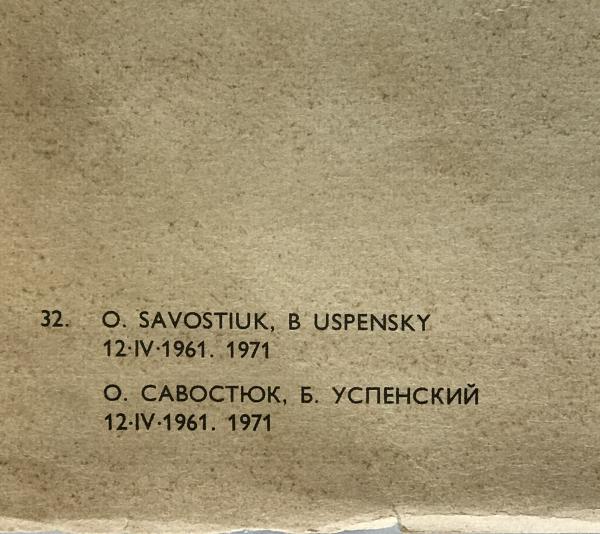 32. O. SAVOSTIUK, B USPENSKY
12·IV·1961. 1971
О. САВОСТЮК, Б. УСПЕНСКИЙ
12·IV·1961. 1971